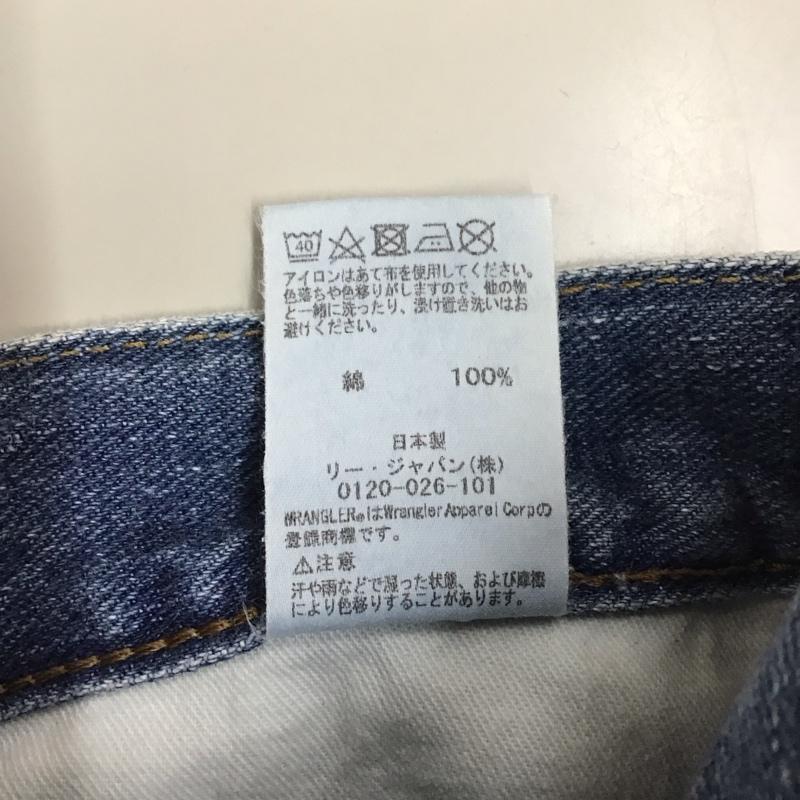 40
アイロンはあて布を使用してください。
色落ちや色移りがしますので、他の物
と一緒に洗ったり、漬け置き洗いはお
避けください。
綿 100%
日本製
リー・ジャパン(株)
0120-026-101
WRANGLER®はWrangler Apparel Corpの
登録商標です。
⚠注意
汗や雨などで湿った状態、および摩擦
により色移りすることがあります。